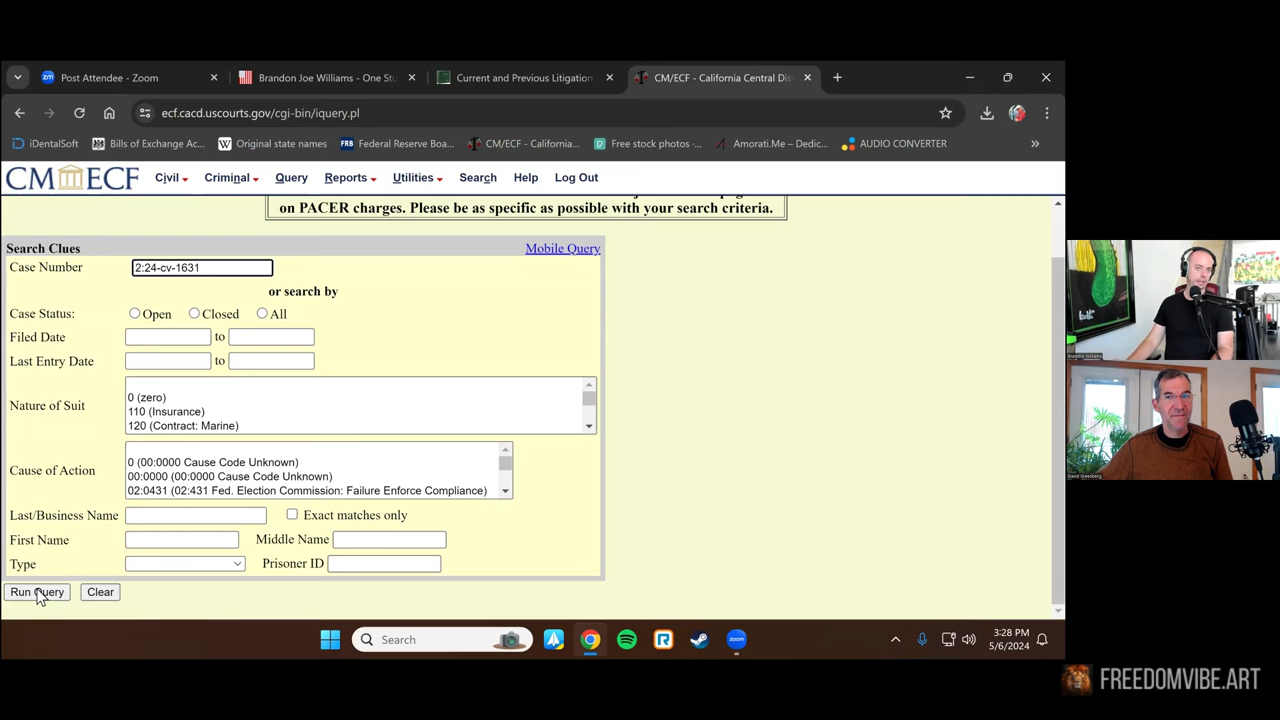 Post Attendee - Zoom
Brandon Joe Williams - One Stu
Current and Previous Litigation
CM/ECF - California Central Dis
ecf.cacd.uscourts.gov/cgi-bin/iquery.pl
iDentalSoft
Bills of Exchange Ac...
Original state names
FRB Federal Reserve Boa...
CM/ECF - California...
Free stock photos -...
Amorati.Me – Dedic...
AUDIO CONVERTER
CM ECF Civil Criminal Query Reports Utilities Search Help Log Out
on PACER charges. Please be as specific as possible with your search criteria.
Search Clues Mobile Query
Case Number 2:24-cv-1631
or search by
Case Status: Open Closed All
Filed Date to
Last Entry Date to
Nature of Suit
0 (zero)
110 (Insurance)
120 (Contract: Marine)
Cause of Action
0 (00:0000 Cause Code Unknown)
00:0000 (00:0000 Cause Code Unknown)
02:0431 (02:431 Fed. Election Commission: Failure Enforce Compliance)
Last/Business Name Exact matches only
First Name Middle Name
Type Prisoner ID
Run Query Clear
Brandon Williams
David Greenberg
Search
3:28 PM
5/6/2024
FREEDOMVIBE.ART